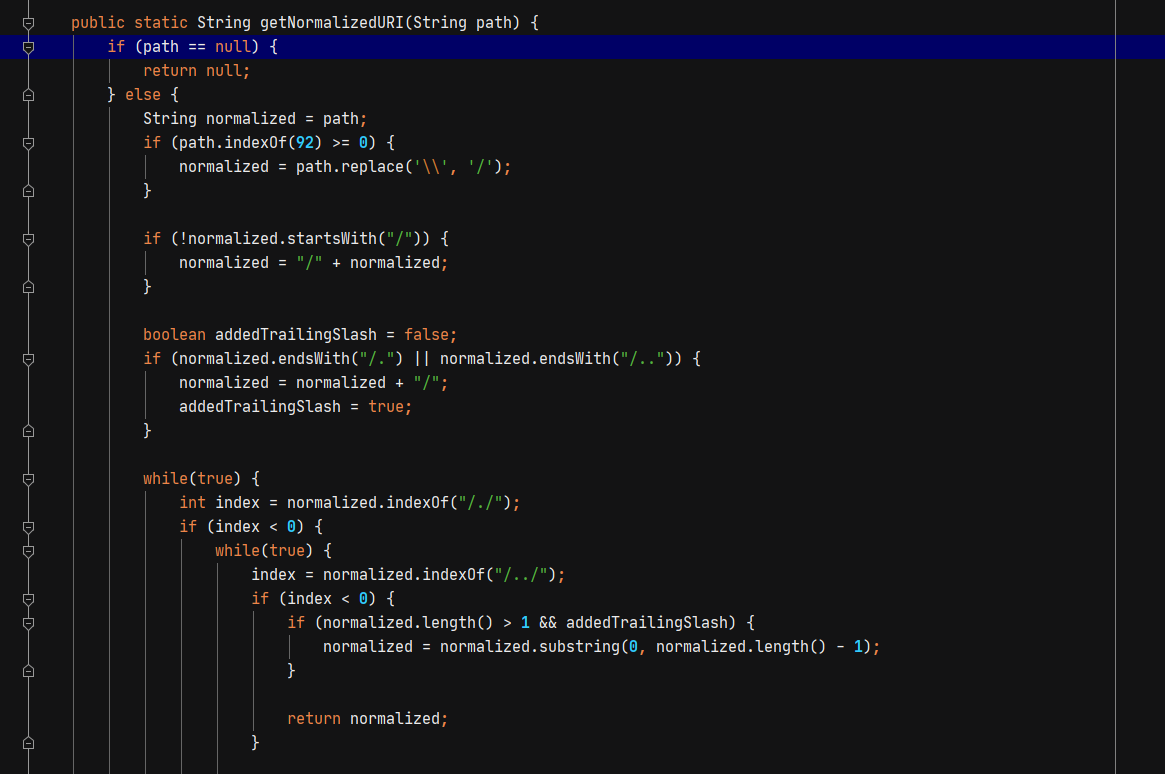 public static String getNormalizedURI(String path) {
    if (path == null) {
        return null;
    } else {
        String normalized = path;
        if (path.indexOf(92) >= 0) {
            normalized = path.replace('\\', '/');
        }

        if (!normalized.startsWith("/")) {
            normalized = "/" + normalized;
        }

        boolean addedTrailingSlash = false;
        if (normalized.endsWith("/.") || normalized.endsWith("/..")) {
            normalized = normalized + "/";
            addedTrailingSlash = true;
        }

        while(true) {
            int index = normalized.indexOf("/./");
            if (index < 0) {
                while(true) {
                    index = normalized.indexOf("/../");
                    if (index < 0) {
                        if (normalized.length() > 1 && addedTrailingSlash) {
                            normalized = normalized.substring(0, normalized.length() - 1);
                        }

                        return normalized;
                    }